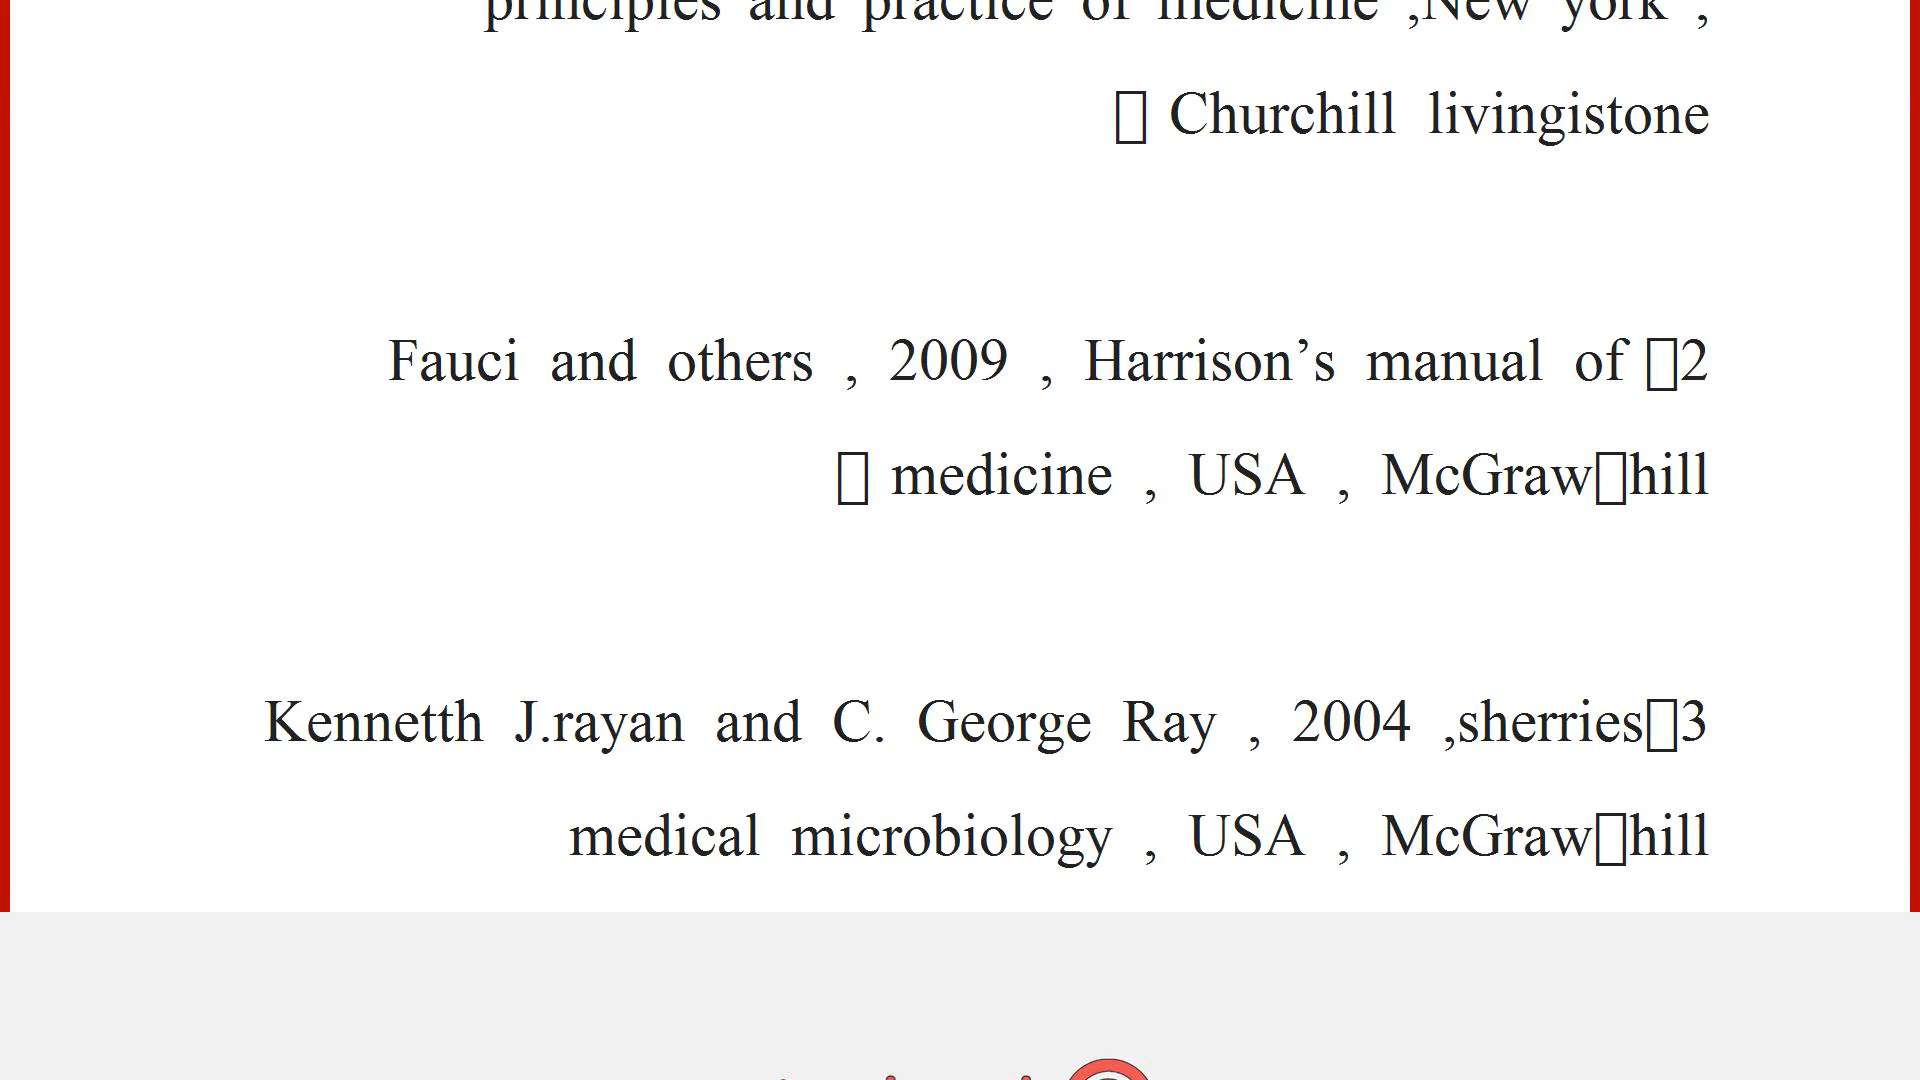 principles and practice of medicine ,New york ,
▯ Churchill livingistone
Fauci and others , 2009 , Harrison’s manual of ▯2
▯ medicine , USA , McGraw▯hill
Kennetth J.rayan and C. George Ray , 2004 ,sherries▯3
medical microbiology , USA , McGraw▯hill